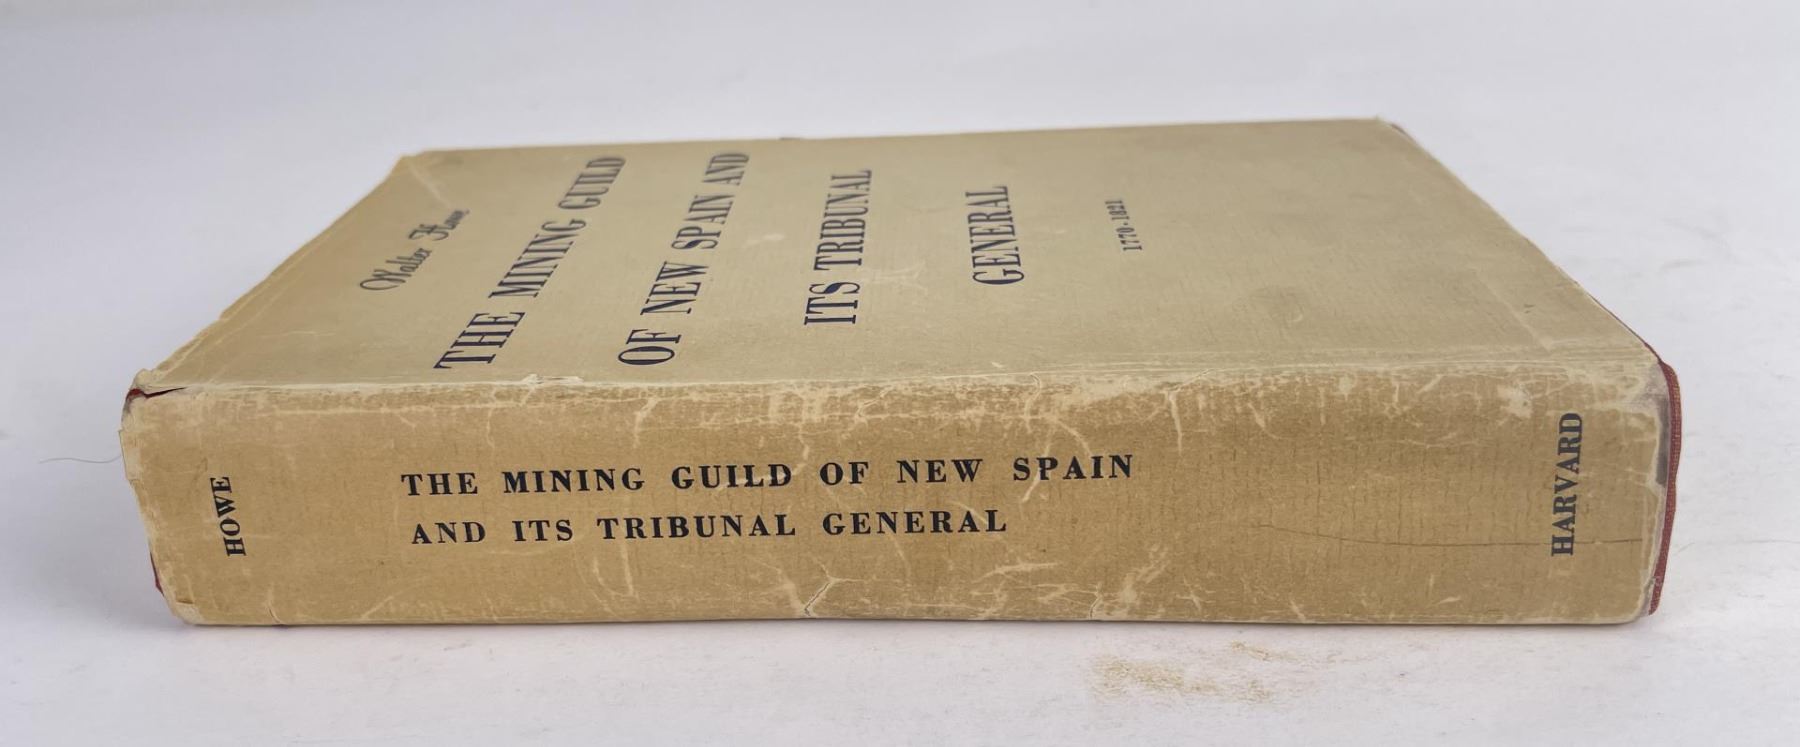 Walter Howe
THE MINING GUILD
OF NEW SPAIN AND
ITS TRIBUNAL
GENERAL
1770-1821
HOWE
THE MINING GUILD OF NEW SPAIN
AND ITS TRIBUNAL GENERAL
HARVARD